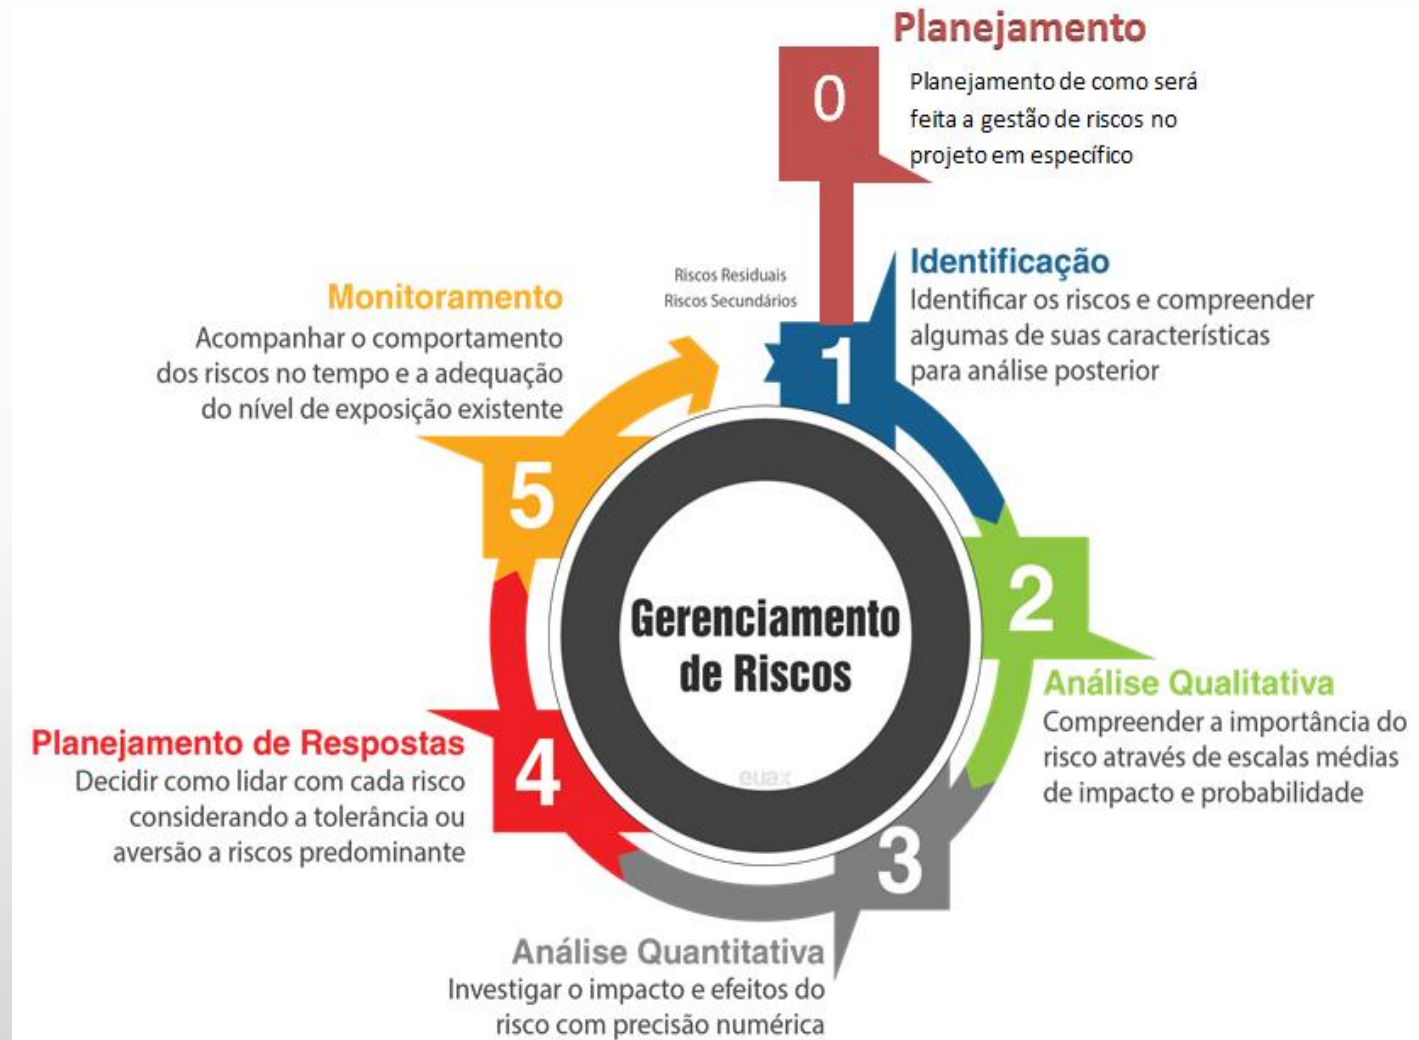 Planejamento
0
Planejamento de como será
feita a gestão de riscos no
projeto em específico
Riscos Residuais
Riscos Secundários
1
Identificação
Identificar os riscos e compreender
algumas de suas características
para análise posterior
2
Análise Qualitativa
Compreender a importância do
risco através de escalas médias
de impacto e probabilidade
3
Análise Quantitativa
Investigar o impacto e efeitos do
risco com precisão numérica
4
Planejamento de Respostas
Decidir como lidar com cada risco
considerando a tolerância ou
aversão a riscos predominante
5
Monitoramento
Acompanhar o comportamento
dos riscos no tempo e a adequação
do nível de exposição existente
Gerenciamento
de Riscos
euax